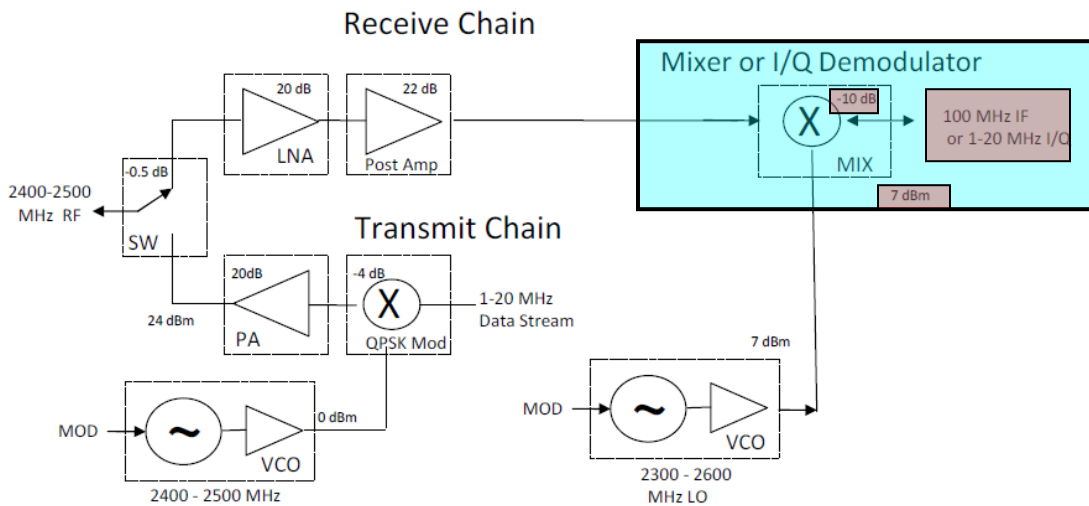 Receive Chain
Mixer or I/Q Demodulator
20 dB
22 dB
-10 dB
X
100 MHz IF
or 1-20 MHz I/Q
LNA
Post Amp
MIX
-0.5 dB
7 dBm
2400-2500
MHz RF
SW
Transmit Chain
20dB
-4 dB
X
1-20 MHz
Data Stream
24 dBm
PA
QPSK Mod
7 dBm
MOD
~
0 dBm
VCO
2400 - 2500 MHz
MOD
~
VCO
2300 - 2600
MHz LO